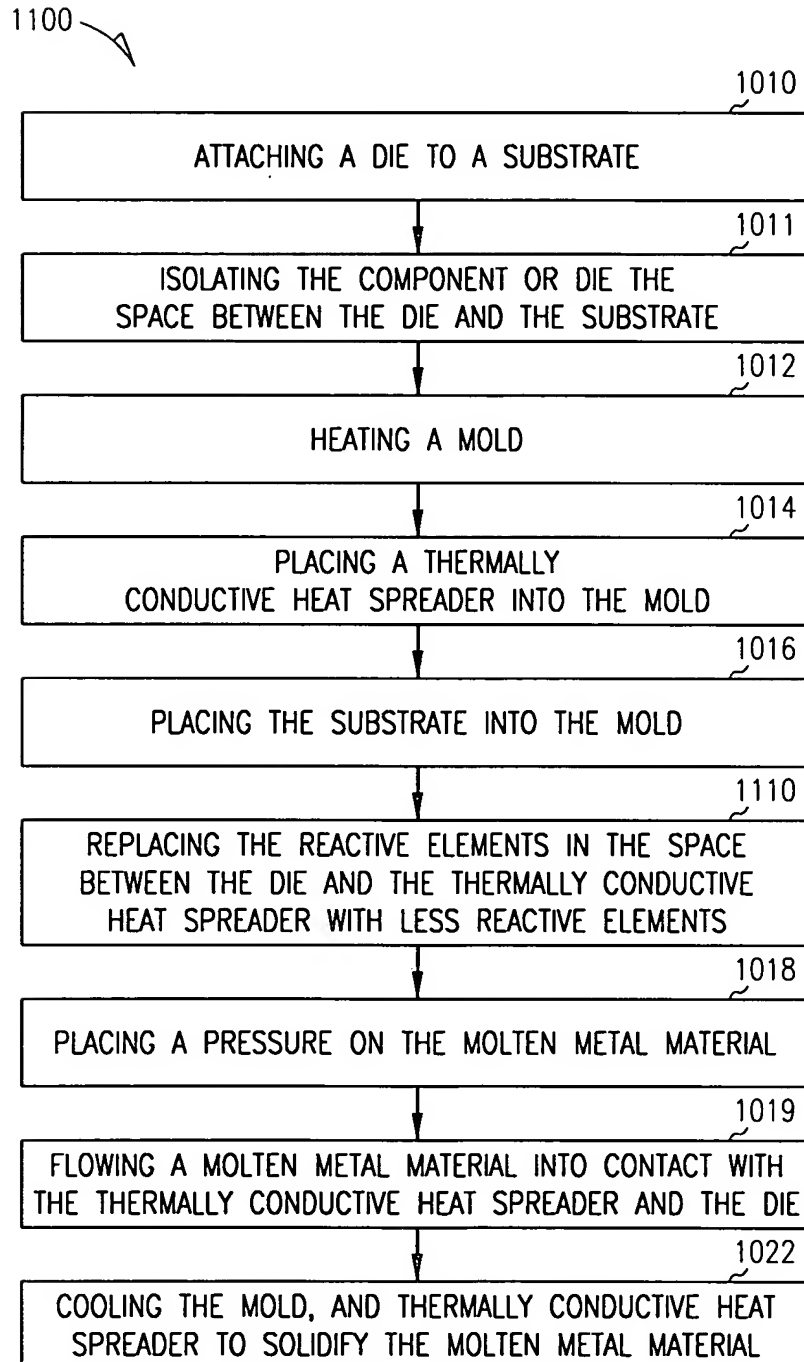 1100
1010
ATTACHING A DIE TO A SUBSTRATE
1011
ISOLATING THE COMPONENT OR DIE THE
SPACE BETWEEN THE DIE AND THE SUBSTRATE
1012
HEATING A MOLD
1014
PLACING A THERMALLY
CONDUCTIVE HEAT SPREADER INTO THE MOLD
1016
PLACING THE SUBSTRATE INTO THE MOLD
1110
REPLACING THE REACTIVE ELEMENTS IN THE SPACE
BETWEEN THE DIE AND THE THERMALLY CONDUCTIVE
HEAT SPREADER WITH LESS REACTIVE ELEMENTS
1018
PLACING A PRESSURE ON THE MOLTEN METAL MATERIAL
1019
FLOWING A MOLTEN METAL MATERIAL INTO CONTACT WITH
THE THERMALLY CONDUCTIVE HEAT SPREADER AND THE DIE
1022
COOLING THE MOLD, AND THERMALLY CONDUCTIVE HEAT
SPREADER TO SOLIDIFY THE MOLTEN METAL MATERIAL